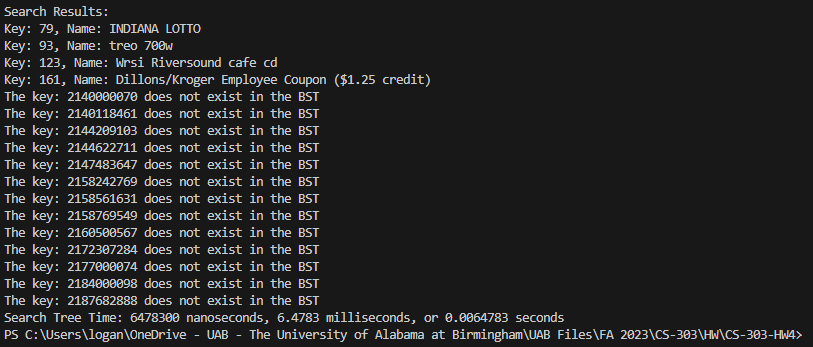 Search Results:
Key: 79, Name: INDIANA LOTTO
Key: 93, Name: treo 700w
Key: 123, Name: Wrsi Riversound cafe cd
Key: 161, Name: Dillons/Kroger Employee Coupon ($1.25 credit)
The key: 2140000070 does not exist in the BST
The key: 2140118461 does not exist in the BST
The key: 2144209103 does not exist in the BST
The key: 2144622711 does not exist in the BST
The key: 2147483647 does not exist in the BST
The key: 2158242769 does not exist in the BST
The key: 2158561631 does not exist in the BST
The key: 2158769549 does not exist in the BST
The key: 2160500567 does not exist in the BST
The key: 2172307284 does not exist in the BST
The key: 2177000074 does not exist in the BST
The key: 2184000098 does not exist in the BST
The key: 2187682888 does not exist in the BST
Search Tree Time: 6478300 nanoseconds, 6.4783 milliseconds, or 0.0064783 seconds
PS C:\Users\logan\OneDrive - UAB - The University of Alabama at Birmingham\UAB Files\FA 2023\CS-303\HW\CS-303-HW4>